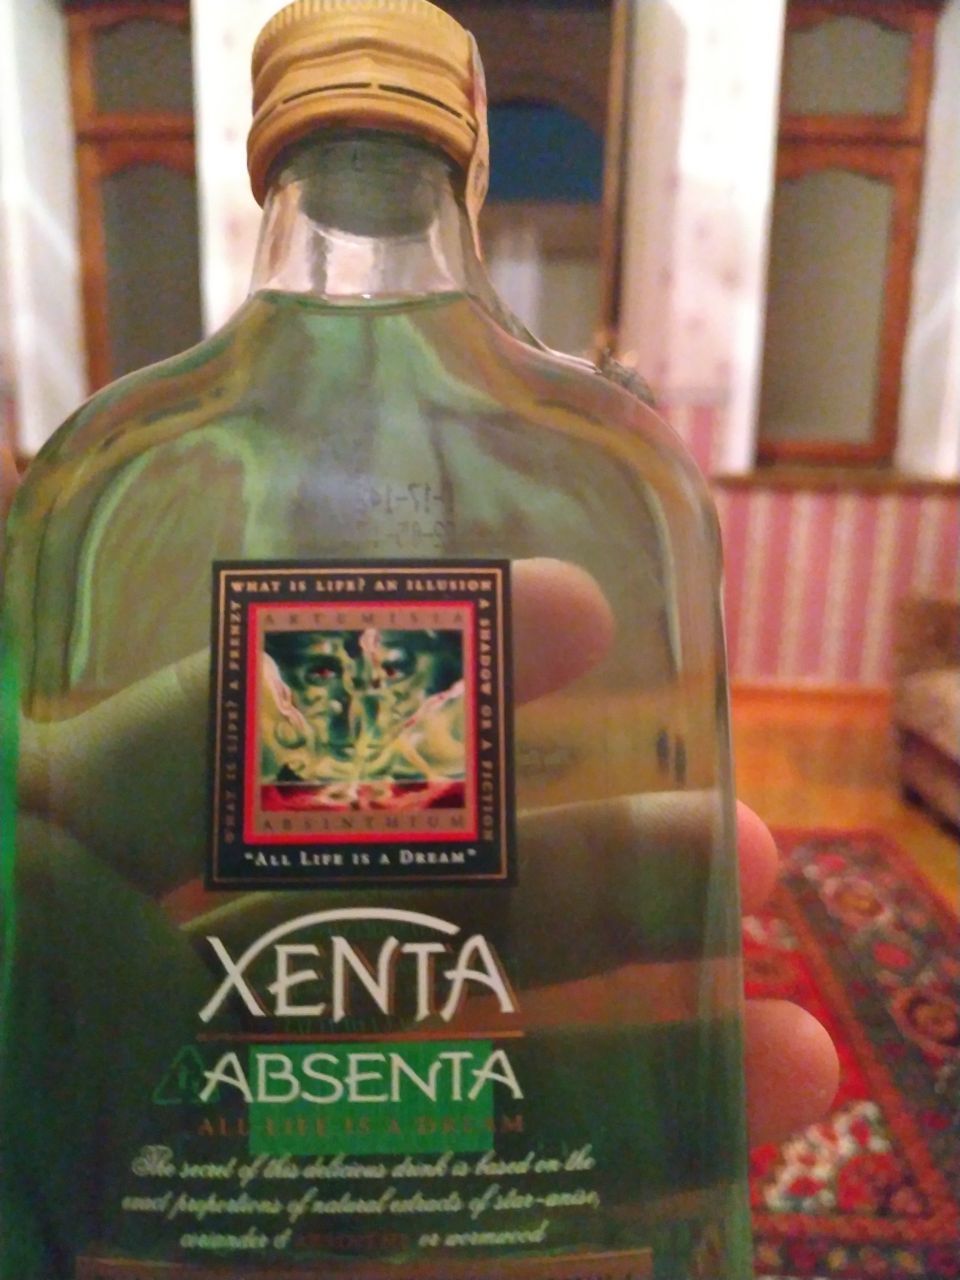 WHAT IS LIFE? AN ILLUSION
A SHADOW OR A FICTION
WHAT IS LIFE? A FRENZY
ARTEMISIA
ABSINTHIUM
"ALL LIFE IS A DREAM"
XENTA
ABSENTA
ALL LIFE IS A DREAM
The secret of this delicious drink is based on the
exact proportions of natural extracts of star-anise,
coriander & or wormwood